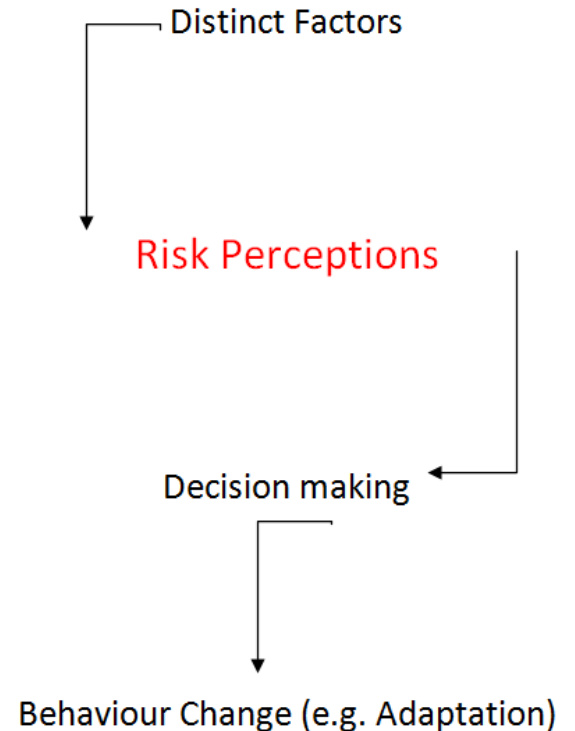 Distinct Factors
Risk Perceptions
Decision making
Behaviour Change (e.g. Adaptation)